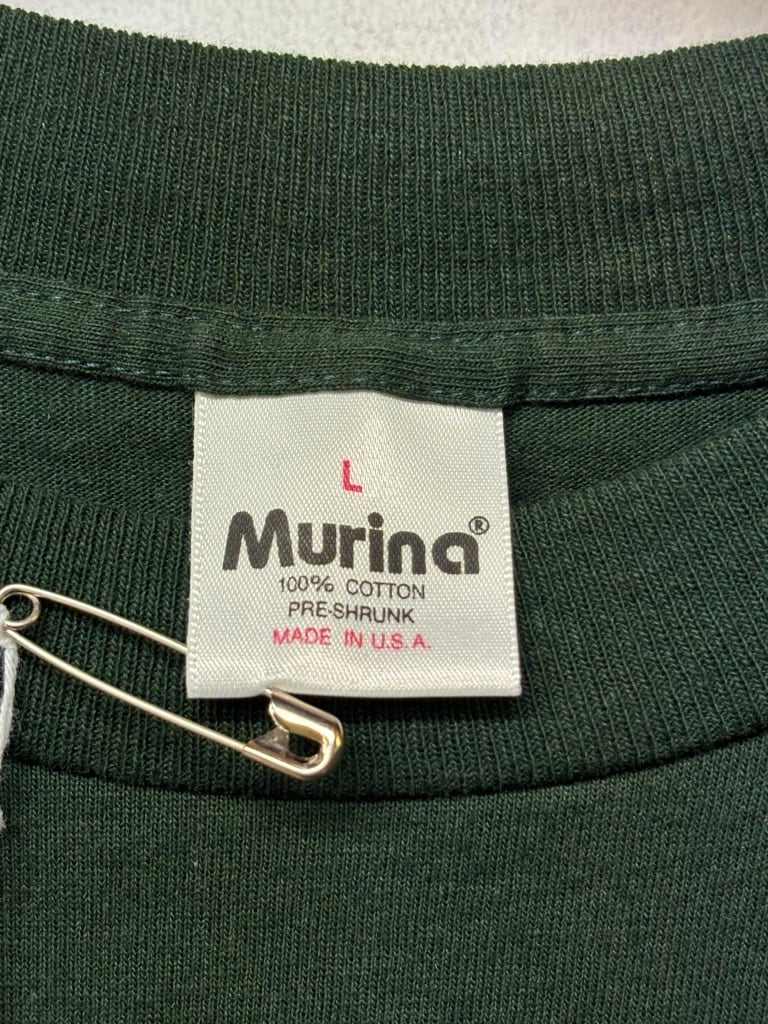 L
Murina®
100% COTTON
PRE-SHRUNK
MADE IN U.S.A.